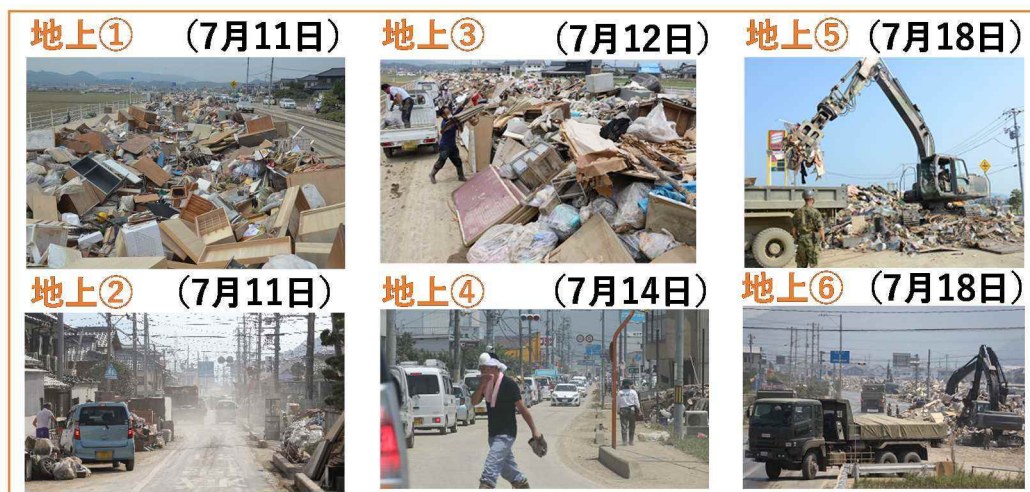 地上① (7月11日)
地上③ (7月12日)
地上⑤ (7月18日)
地上② (7月11日)
地上④ (7月14日)
地上⑥ (7月18日)